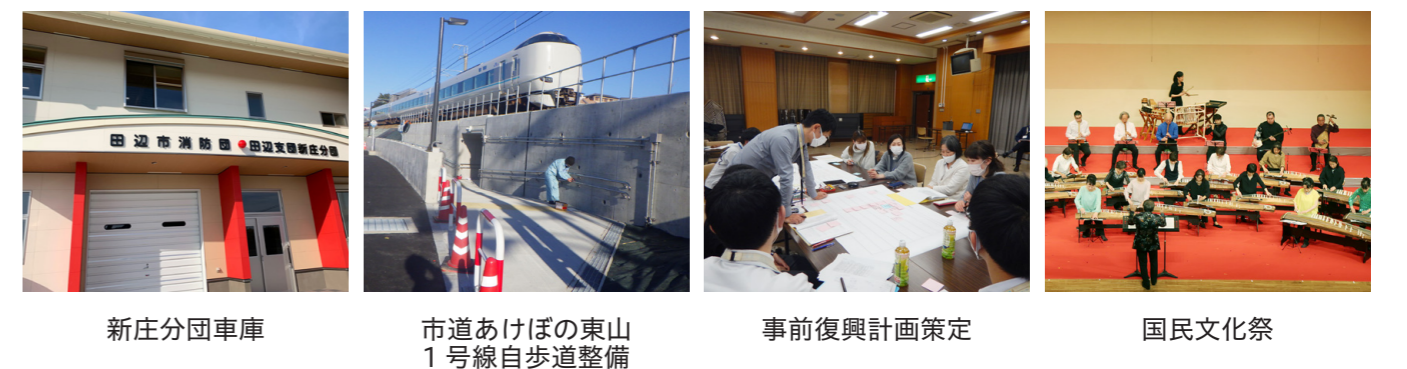 田辺市消防団 田辺支団新庄分団
新庄分団車庫
市道あけぼの東山
1号線自歩道整備
事前復興計画策定
国民文化祭